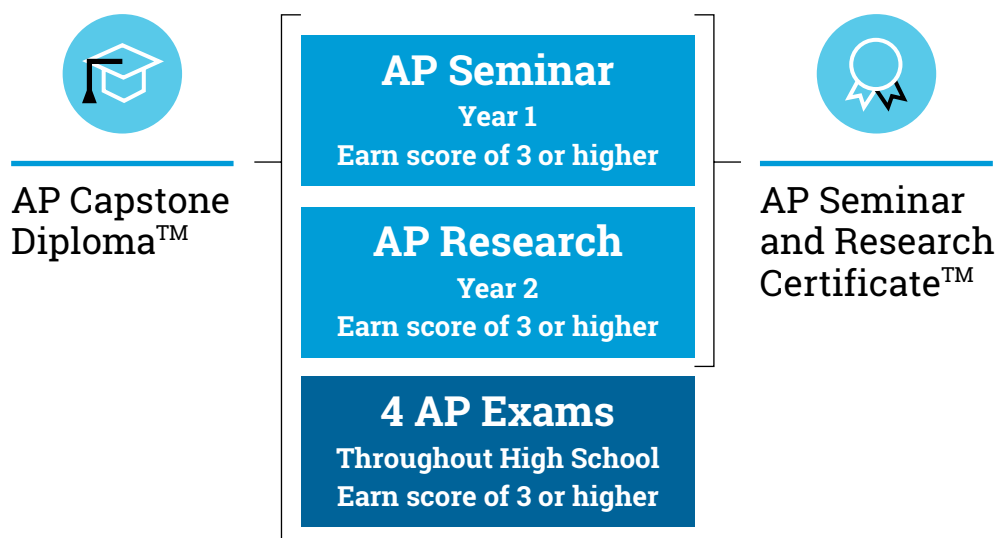 AP Capstone
Diploma™
AP Seminar
Year 1
Earn score of 3 or higher
AP Research
Year 2
Earn score of 3 or higher
4 AP Exams
Throughout High School
Earn score of 3 or higher
AP Seminar
and Research
Certificate™